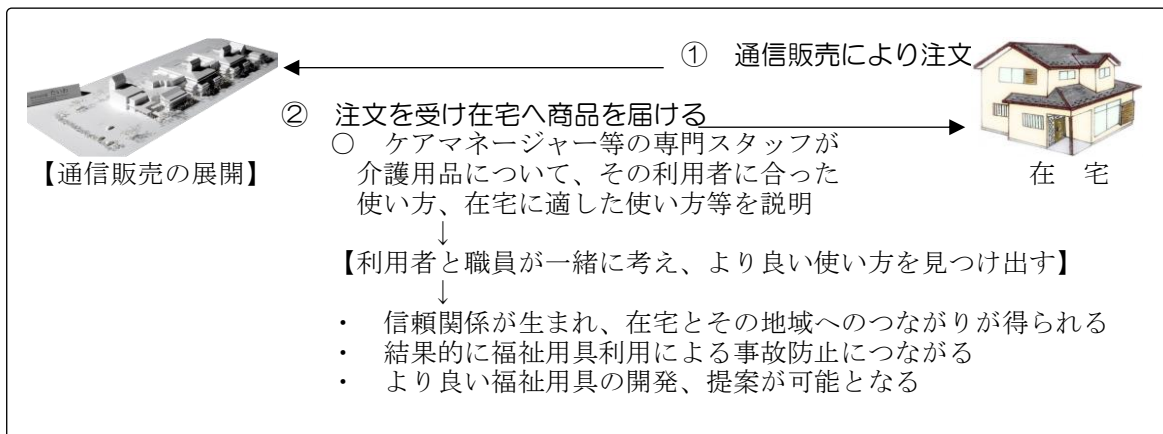 ① 通信販売により注文
② 注文を受け在宅へ商品を届ける
○ ケアマネージャー等の専門スタッフが
介護用品について、その利用者に合った
使い方、在宅に適した使い方等を説明
【通信販売の展開】
在 宅
↓
【利用者と職員が一緒に考え、より良い使い方を見つけ出す】
↓
・ 信頼関係が生まれ、在宅とその地域へのつながりが得られる
・ 結果的に福祉用具利用による事故防止につながる
・ より良い福祉用具の開発、提案が可能となる